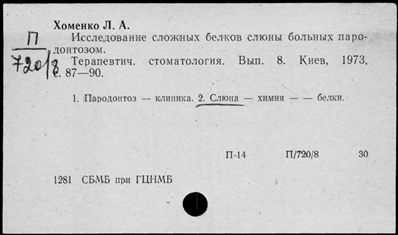 Хоменко Л. А.
П
720/8
Исследование сложных белков слюны больных паро-
донтозом.
Терапевтич. стоматология. Вып. 8. Киев, 1973,
с. 87—90.
1. Пародонтоз — клиника. 2. Слюна — химия — — белки.
П-14 П/720/8 30
1281 СБМБ при ГЦНМБ